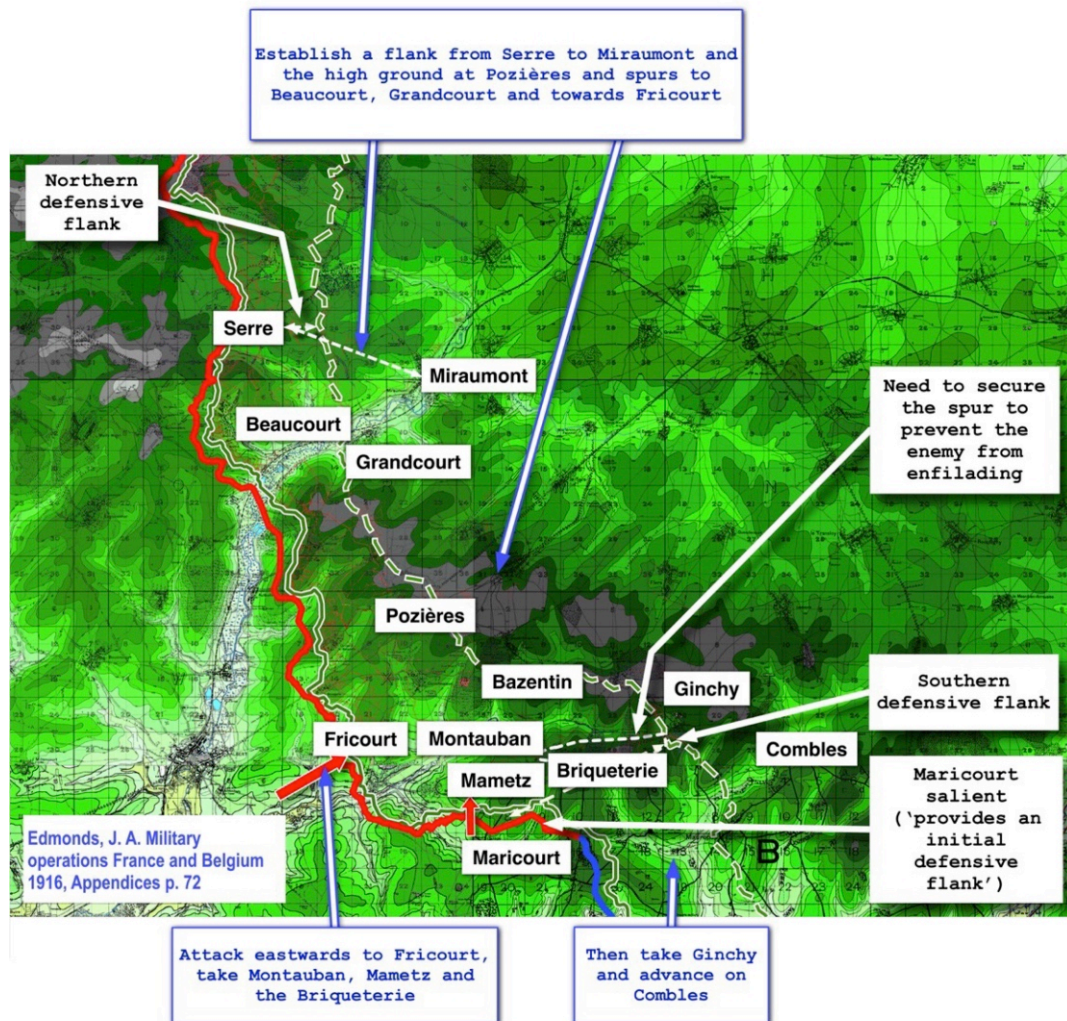 Establish a flank from Serre to Miraumont and
the high ground at Pozières and spurs to
Beaucourt, Grandcourt and towards Fricourt
Northern
defensive
flank
Serre
Miraumont
Need to secure
the spur to
prevent the
enemy from
enfilading
Beaucourt
Grandcourt
Pozières
Bazentin
Ginchy
Southern
defensive flank
Fricourt
Montauban
Combles
Mametz
Briqueterie
Maricourt
salient
(‘provides an
initial
defensive
flank’)
Maricourt
B
Edmonds, J. A. Military
operations France and Belgium
1916, Appendices p. 72
Attack eastwards to Fricourt,
take Montauban, Mametz and
the Briqueterie
Then take Ginchy
and advance on
Combles